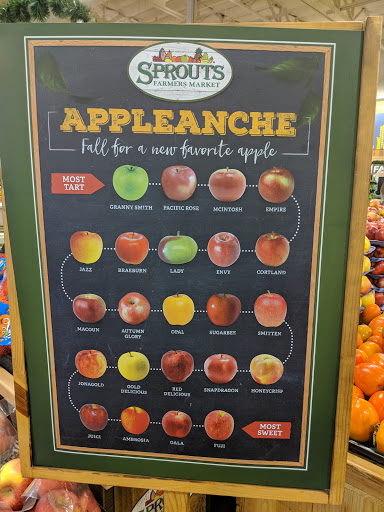 SPROUTS
FARMERS MARKET
APPLEANCHE
Fall for a new favorite apple
MOST TART
GRANNY SMITH PACIFIC ROSE MCINTOSH EMPIRE
JAZZ BRAEBURN LADY ENVY CORTLAND
MACOUN AUTUMN GLORY OPAL SUGARBEE SMITTEN
JONAGOLD GOLD DELICIOUS RED DELICIOUS SNAPDRAGON HONEYCRISP
JUICI AMBROSIA GALA FUJI
MOST SWEET